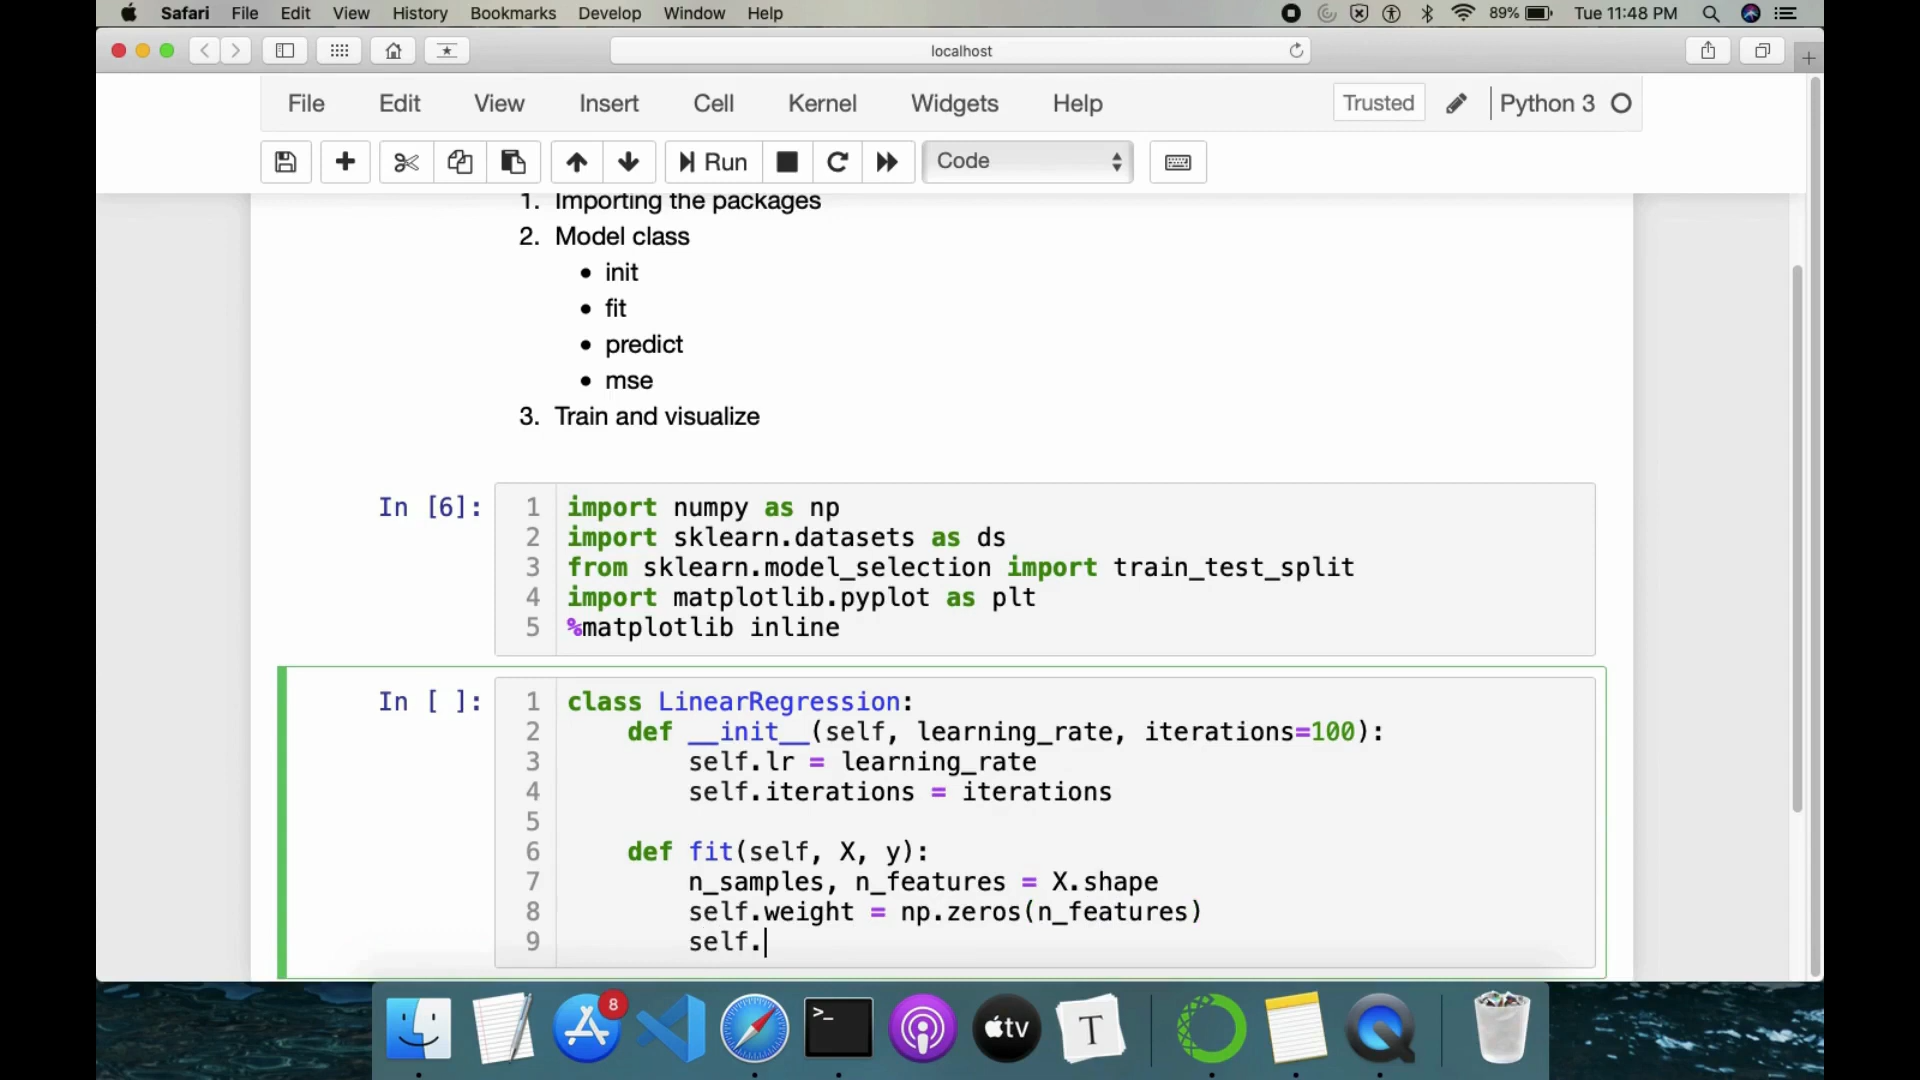 Safari File Edit View History Bookmarks Develop Window Help 89% Tue 11:48 PM
localhost
File Edit View Insert Cell Kernel Widgets Help Trusted Python 3
Run Code
1. Importing the packages
2. Model class
• init
• fit
• predict
• mse
3. Train and visualize
In [6]:
1 import numpy as np
2 import sklearn.datasets as ds
3 from sklearn.model_selection import train_test_split
4 import matplotlib.pyplot as plt
5 %matplotlib inline
In [ ]:
1 class LinearRegression:
2 def __init__(self, learning_rate, iterations=100):
3 self.lr = learning_rate
4 self.iterations = iterations
5
6 def fit(self, X, y):
7 n_samples, n_features = X.shape
8 self.weight = np.zeros(n_features)
9 self.
8
>_
tv
T